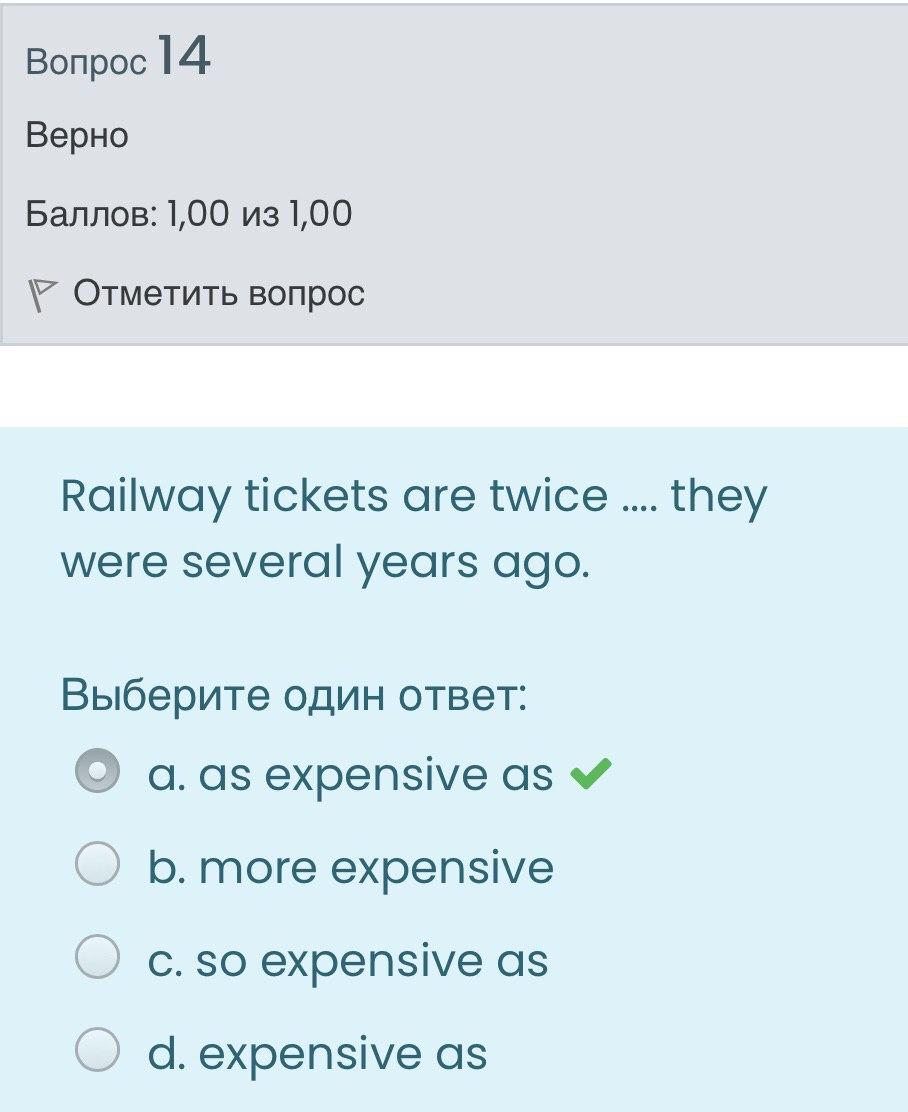 Вопрос 14
Верно
Баллов: 1,00 из 1,00
Отметить вопрос
Railway tickets are twice .... they
were several years ago.
Выберите один ответ:
a. as expensive as
b. more expensive
c. so expensive as
d. expensive as